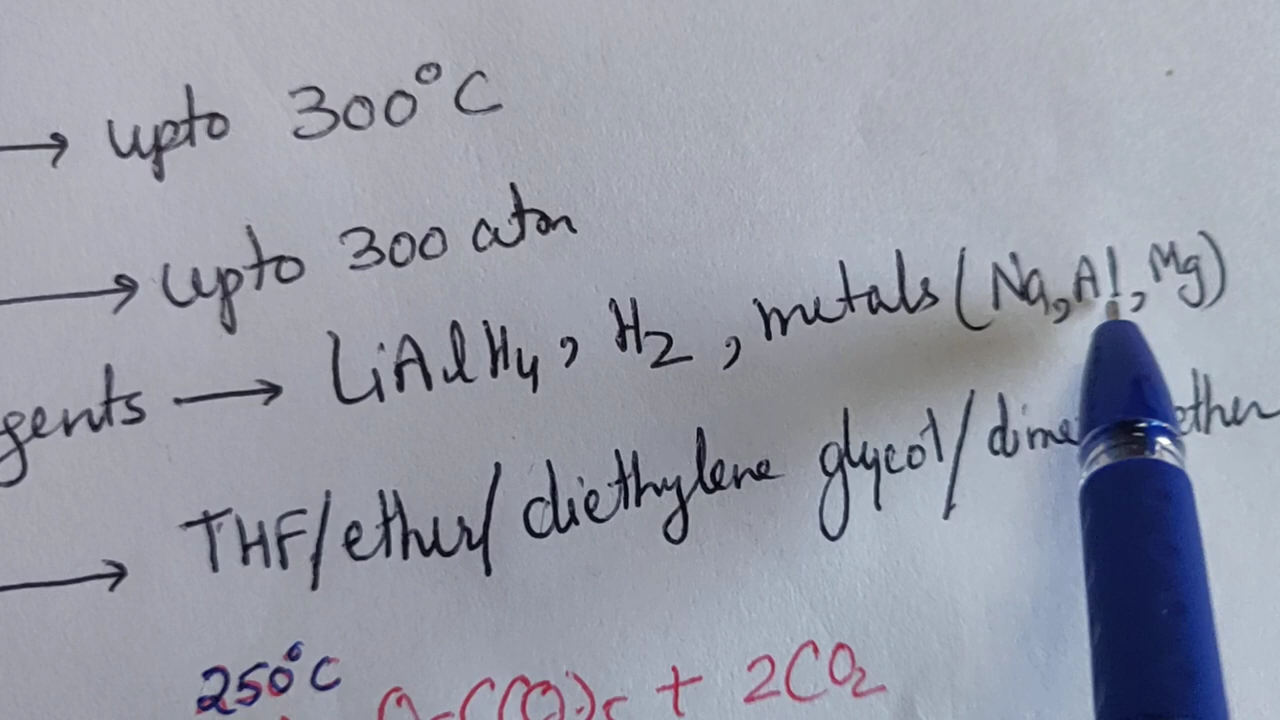 → upto 300°C
→ upto 300 atm
gents → LiAlH4, H2, metals (Na, Al, Mg)
→ THF/ether/diethylene glycol/dime ether
250°C
+ 2CO2